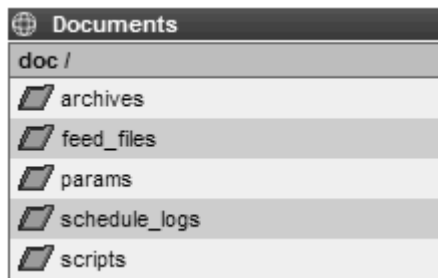 Documents
doc /
archives
feed_files
params
schedule_logs
scripts